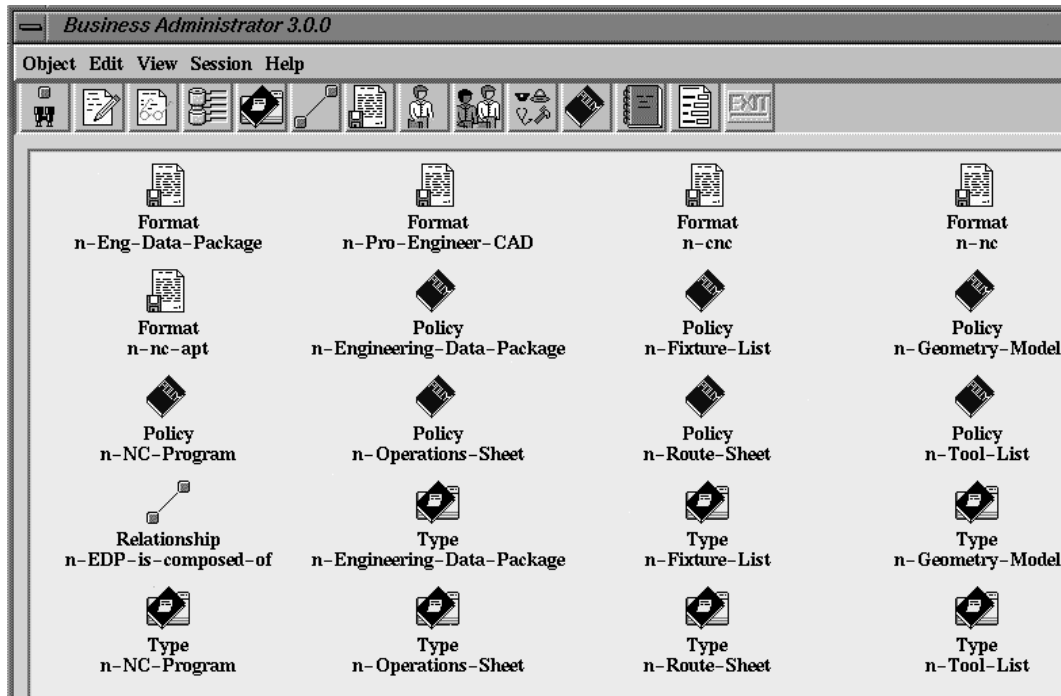 Business Administrator 3.0.0
Object Edit View Session Help
EXIT
Format Format Format Format
n-Eng-Data-Package n-Pro-Engineer-CAD n-cnc n-nc
Format Policy Policy Policy
n-nc-apt n-Engineering-Data-Package n-Fixture-List n-Geometry-Model
Policy Policy Policy Policy
n-NC-Program n-Operations-Sheet n-Route-Sheet n-Tool-List
Relationship Type Type Type
n-EDP-is-composed-of n-Engineering-Data-Package n-Fixture-List n-Geometry-Model
Type Type Type Type
n-NC-Program n-Operations-Sheet n-Route-Sheet n-Tool-List